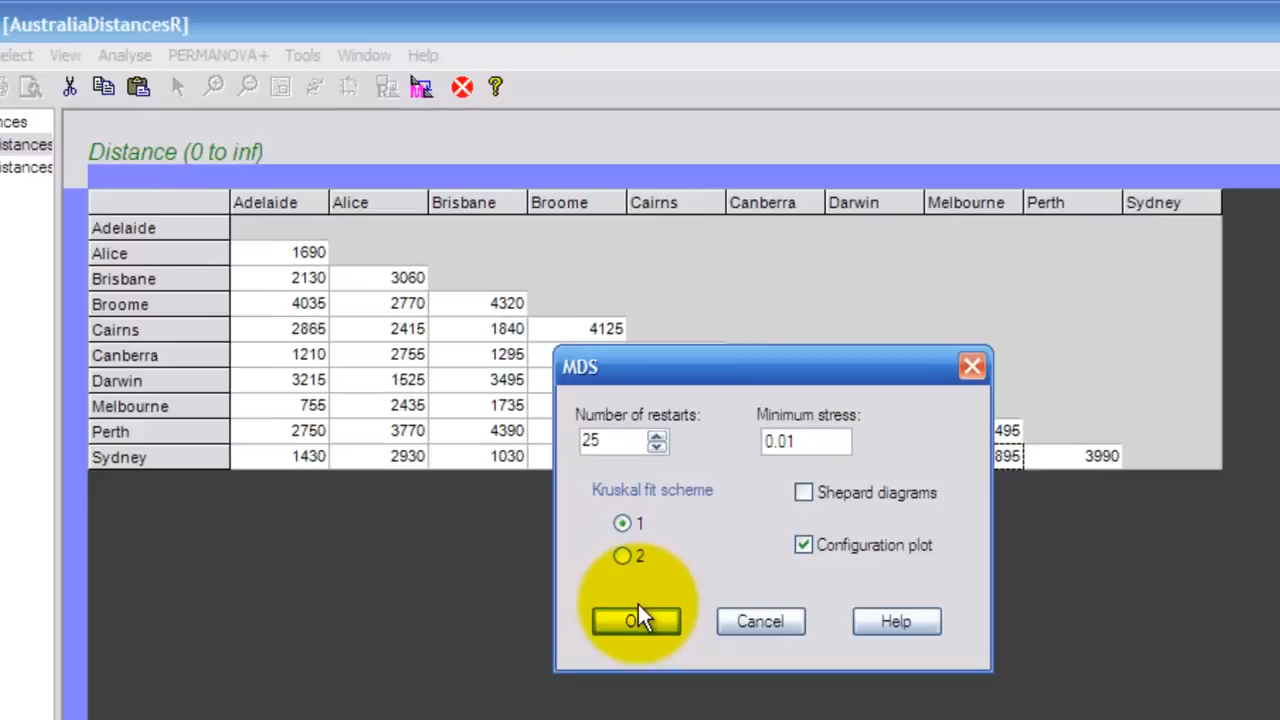 [AustraliaDistancesR]
elect View Analyse PERMANOVA+ Tools Window Help
nces
istances
istances
Distance (0 to inf)
Adelaide Alice Brisbane Broome Cairns Canberra Darwin Melbourne Perth Sydney
Adelaide
Alice 1690
Brisbane 2130 3060
Broome 4035 2770 4320
Cairns 2865 2415 1840 4125
Canberra 1210 2755 1295
Darwin 3215 1525 3495
Melbourne 755 2435 1735
Perth 2750 3770 4390 495
Sydney 1430 2930 1030 895 3990
MDS
Number of restarts: Minimum stress:
25 0.01
Kruskal fit scheme
Shepard diagrams
1
Configuration plot
2
Cancel Help